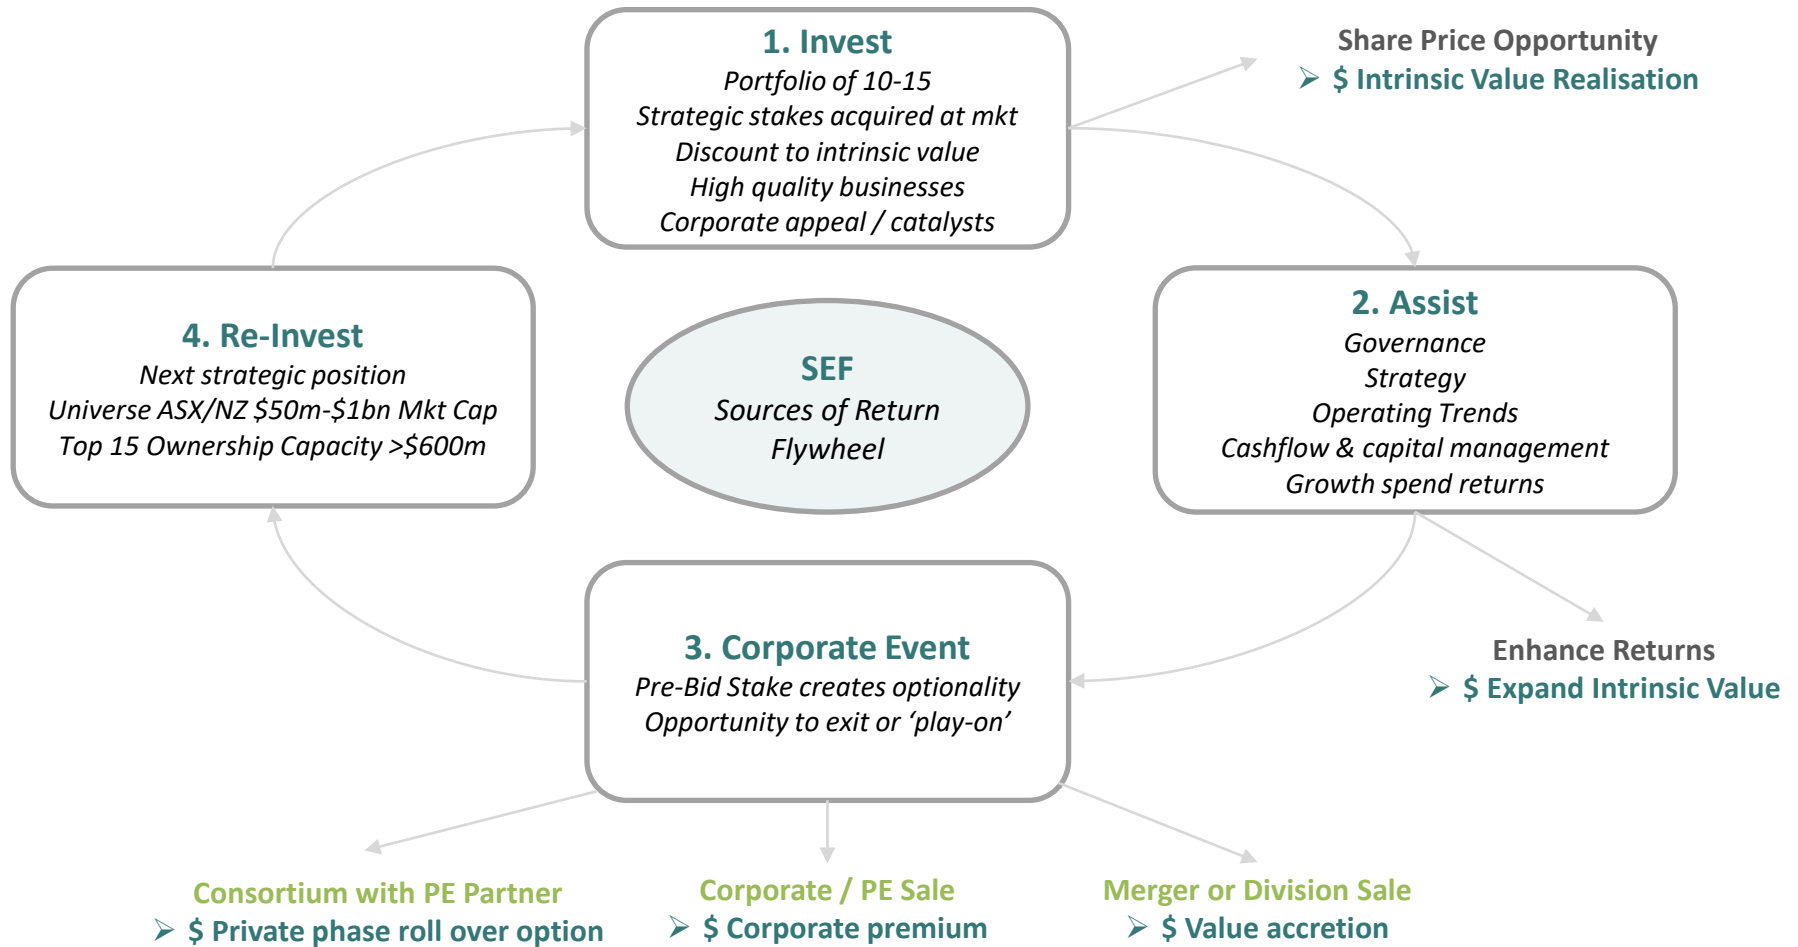 1. Invest
Portfolio of 10-15
Strategic stakes acquired at mkt
Discount to intrinsic value
High quality businesses
Corporate appeal / catalysts
Share Price Opportunity
➢ $ Intrinsic Value Realisation
2. Assist
Governance
Strategy
Operating Trends
Cashflow & capital management
Growth spend returns
4. Re-Invest
Next strategic position
Universe ASX/NZ $50m-$1bn Mkt Cap
Top 15 Ownership Capacity >$600m
SEF
Sources of Return
Flywheel
3. Corporate Event
Pre-Bid Stake creates optionality
Opportunity to exit or ‘play-on’
Enhance Returns
➢ $ Expand Intrinsic Value
Consortium with PE Partner
➢ $ Private phase roll over option
Corporate / PE Sale
➢ $ Corporate premium
Merger or Division Sale
➢ $ Value accretion